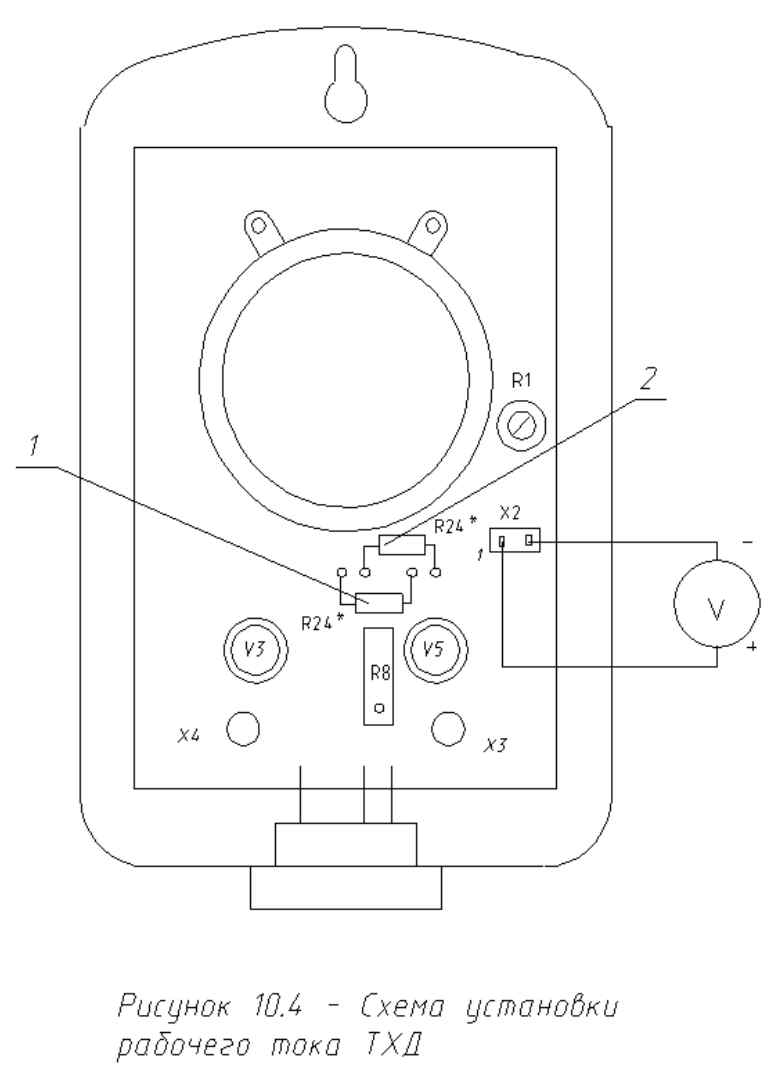 2
R1
1
X2
R24*
1
-
V
R24*
+
V3
V5
R8
X4
X3
Рисунок 10.4 - Схема установки
рабочего тока ТХД